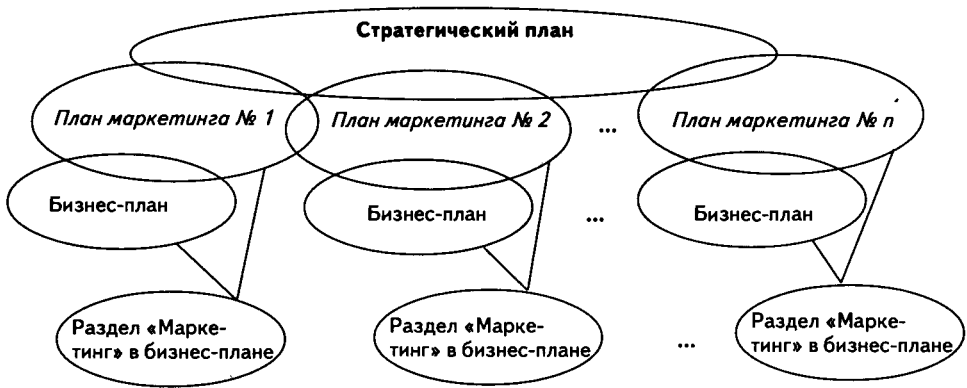 Стратегический план
План маркетинга № 1
План маркетинга № 2
...
План маркетинга № n
Бизнес-план
Бизнес-план
...
Бизнес-план
Раздел «Марке-
тинг» в бизнес-плане
Раздел «Марке-
тинг» в бизнес-плане
...
Раздел «Марке-
тинг» в бизнес-плане